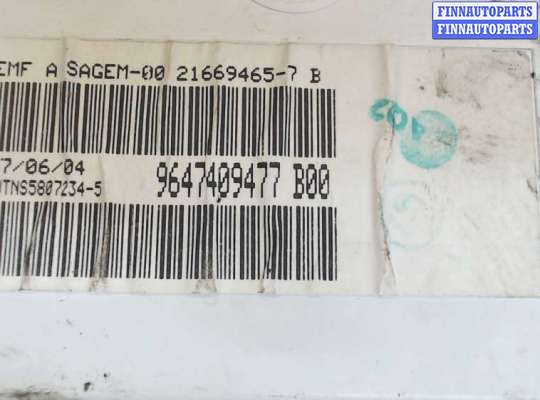 FINNAUTOPARTS
FINNAUTOPARTS
EMF A SAGEM-00 21669465-7 B
7/06/04
9647409477 B00
TNS5807234-5